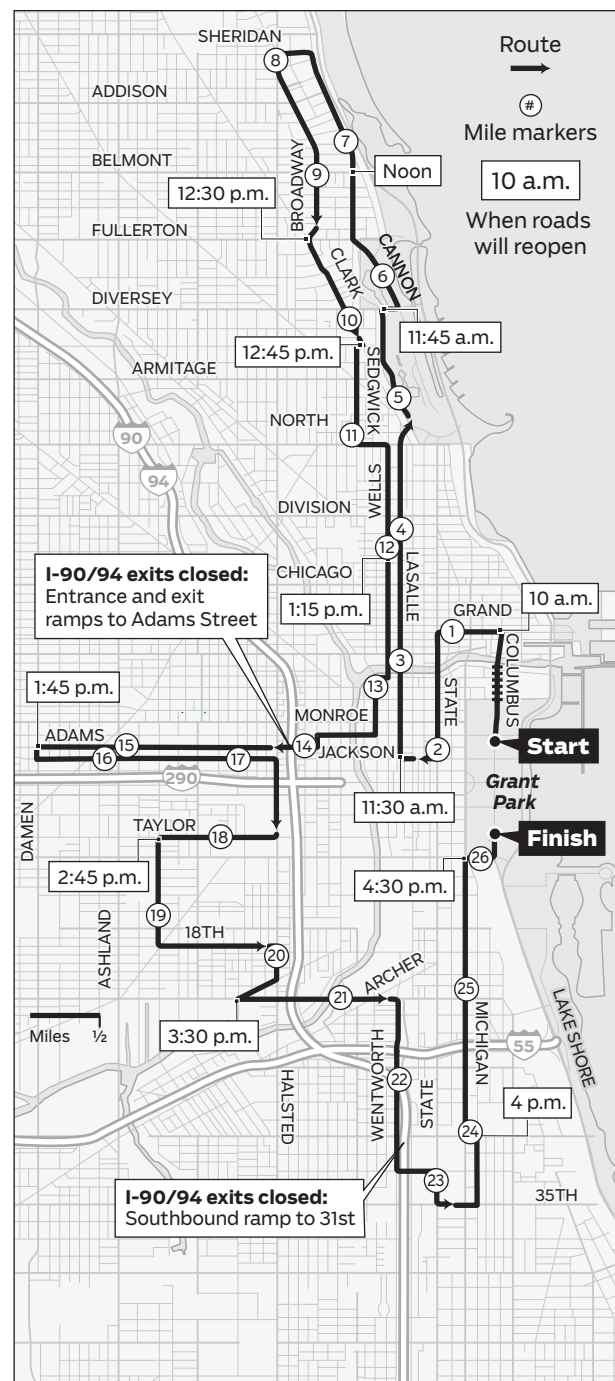 SHERIDAN
Route
8
ADDISON
#
Mile markers
7
BELMONT
BROADWAY
9
Noon
10 a.m.
12:30 p.m.
When roads
will reopen
FULLERTON
CANNON
CLARK
6
DIVERSEY
10
11:45 a.m.
12:45 p.m.
SEDGWICK
ARMITAGE
5
NORTH
11
90
94
WELLS
DIVISION
4
12
I-90/94 exits closed:
Entrance and exit
ramps to Adams Street
CHICAGO
LASALLE
1:15 p.m.
GRAND
10 a.m.
1
COLUMBUS
3
STATE
13
1:45 p.m.
MONROE
ADAMS
15
14
JACKSON
2
Start
16
17
290
Grant
Park
11:30 a.m.
DAMEN
TAYLOR
18
Finish
26
2:45 p.m.
4:30 p.m.
19
ASHLAND
18TH
20
ARCHER
21
25
MICHIGAN
LAKE SHORE
Miles ½
3:30 p.m.
55
HALSTED
WENTWORTH
22
STATE
4 p.m.
24
I-90/94 exits closed:
Southbound ramp to 31st
23
35TH